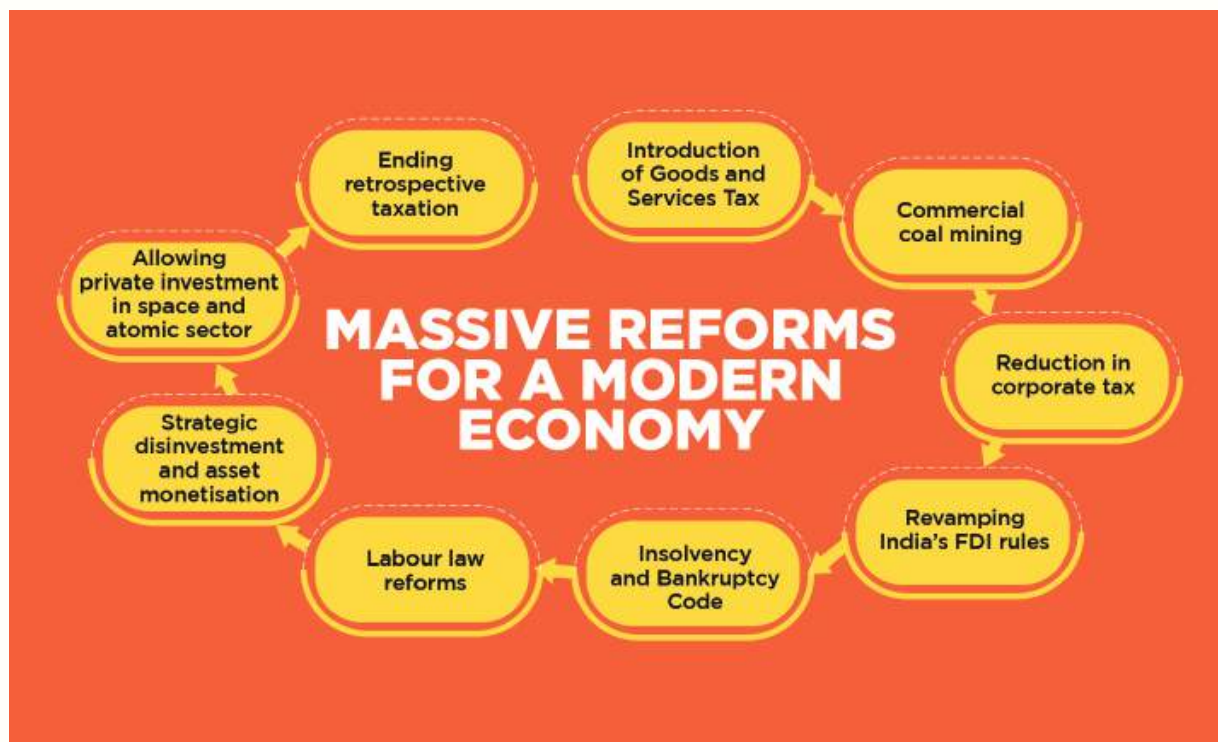 MASSIVE REFORMS
FOR A MODERN
ECONOMY
Introduction
of Goods and
Services Tax
Commercial
coal mining
Reduction in
corporate tax
Revamping
India's FDI rules
Insolvency
and Bankruptcy
Code
Labour law
reforms
Strategic
disinvestment
and asset
monetisation
Allowing
private investment
in space and
atomic sector
Ending
retrospective
taxation